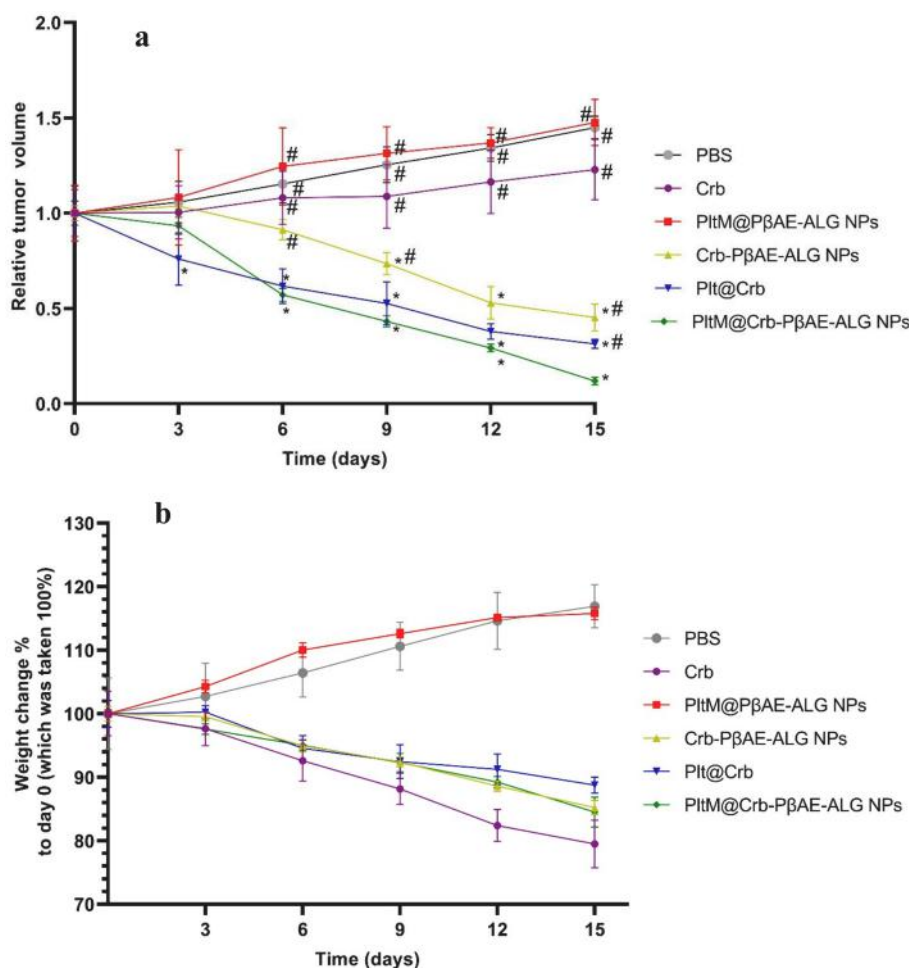 a
Relative tumor volume
2.0
1.5
1.0
0.5
0.0
# # # # #
# # # # #
# # # # #
# * # * * #
* * * * * #
* * * *
0 3 6 9 12 15
Time (days)
PBS
Crb
PltM@PβAE-ALG NPs
Crb-PβAE-ALG NPs
Plt@Crb
PltM@Crb-PβAE-ALG NPs
b
Weight change %
to day 0 (which was taken 100%)
130
120
110
100
90
80
70
3 6 9 12 15
Time (days)
PBS
Crb
PltM@PβAE-ALG NPs
Crb-PβAE-ALG NPs
Plt@Crb
PltM@Crb-PβAE-ALG NPs